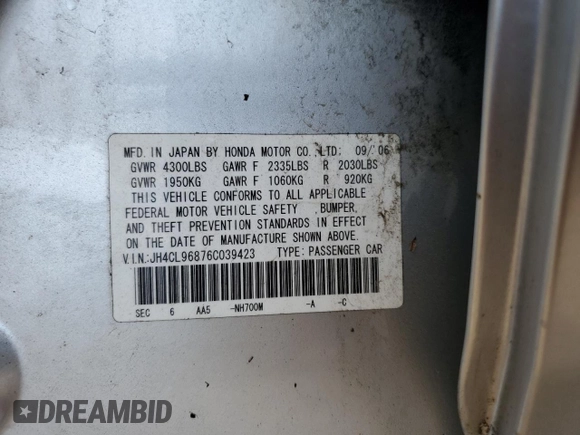 MFD. IN JAPAN BY HONDA MOTOR CO., LTD. 09/06
GVWR 4300LBS GAWR F 2335LBS R 2030LBS
GVWR 1950KG GAWR F 1060KG R 920KG
THIS VEHICLE CONFORMS TO ALL APPLICABLE
FEDERAL MOTOR VEHICLE SAFETY , BUMPER,
AND THEFT PREVENTION STANDARDS IN EFFECT
ON THE DATE OF MANUFACTURE SHOWN ABOVE.
V.I.N.:JH4CL96876C039423 TYPE: PASSENGER CAR
SEC 6 AA5 -NH700M -A -C
DREAMBID